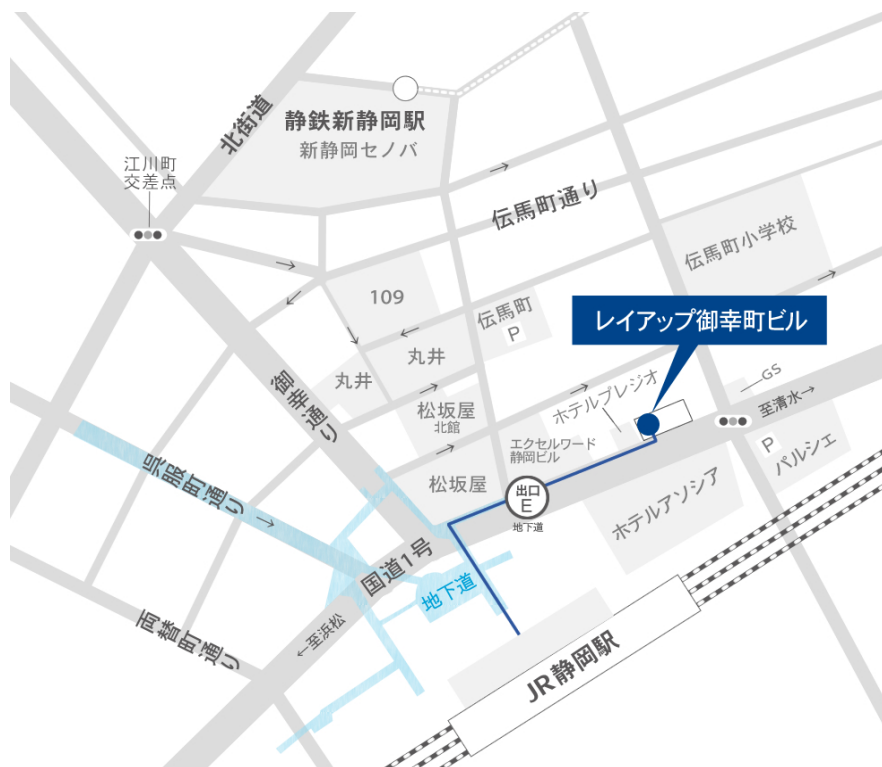 北街道
静鉄新静岡駅
新静岡セノバ
江川町
交差点
伝馬町通り
伝馬町小学校
109
伝馬町
P
レイアップ御幸町ビル
丸井
丸井
御幸通り
ホテルプレジオ
GS
至清水→
松坂屋
北館
エクセルワード
静岡ビル
P
パルシェ
呉服町通り
松坂屋
出口
E
地下道
ホテルアソシア
国道1号
地下道
両替町通り
←至浜松
JR静岡駅